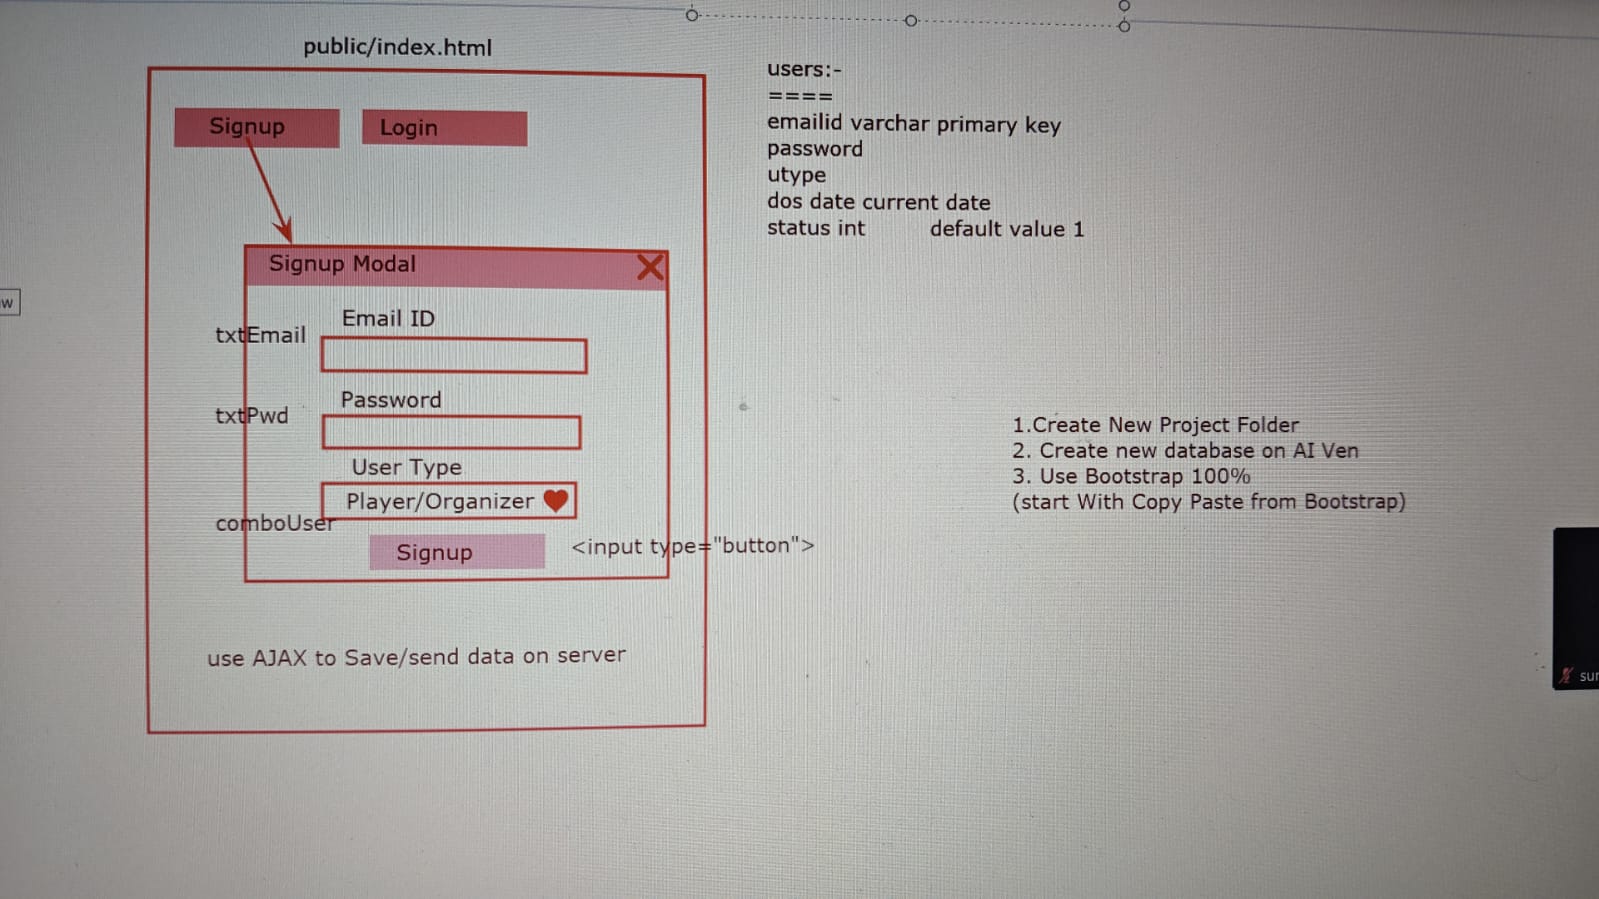 public/index.html
Signup
Login
Signup Modal
Email ID
txtEmail
Password
txtPwd
User Type
Player/Organizer
comboUser
Signup
<input type="button">
use AJAX to Save/send data on server
users:-
====
emailid varchar primary key
password
utype
dos date current date
status int default value 1
1.Create New Project Folder
2. Create new database on AI Ven
3. Use Bootstrap 100%
(start With Copy Paste from Bootstrap)